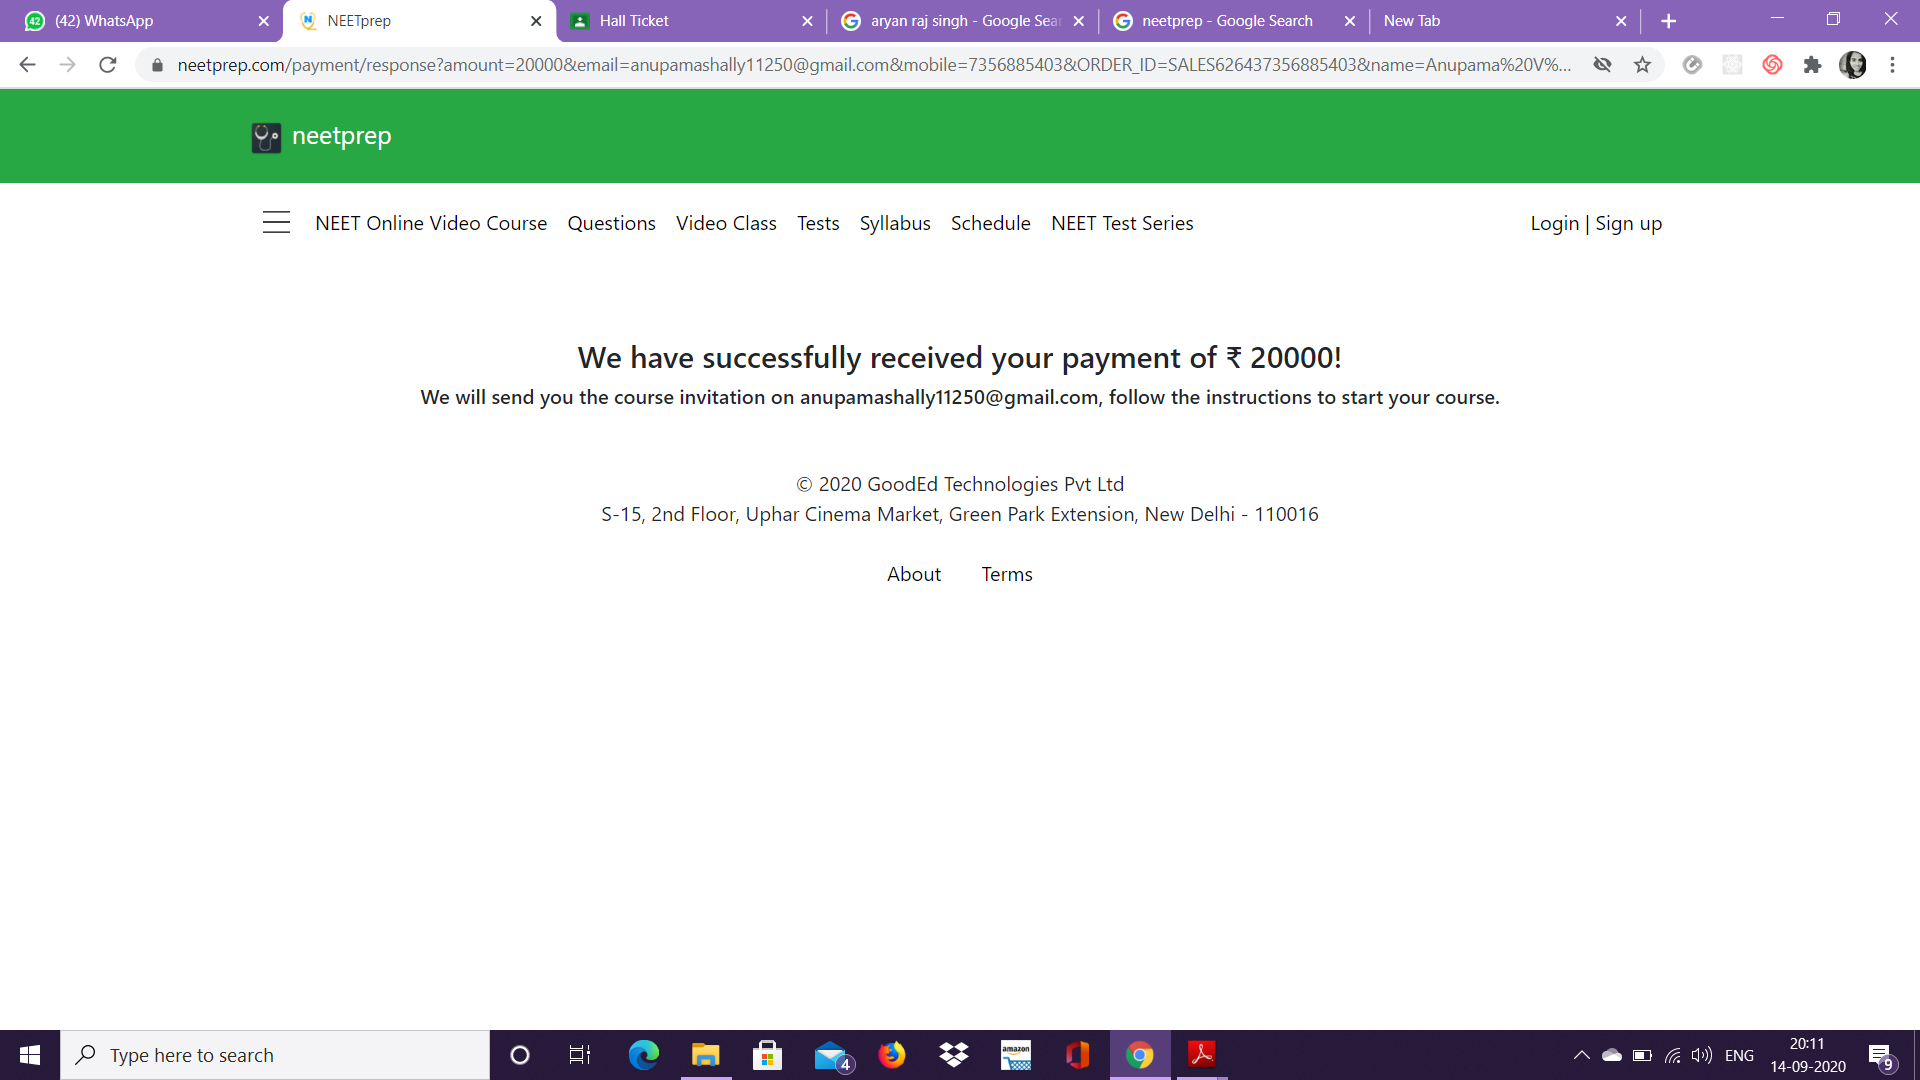 (42) WhatsApp
NEETprep
Hall Ticket
aryan raj singh - Google Sear
neetprep - Google Search
New Tab
neetprep.com/payment/response?amount=20000&email=anupamashally11250@gmail.com&mobile=7356885403&ORDER_ID=SALES626437356885403&name=Anupama%20V%...
neetprep
NEET Online Video Course Questions Video Class Tests Syllabus Schedule NEET Test Series Login | Sign up
We have successfully received your payment of ₹ 20000!
We will send you the course invitation on anupamashally11250@gmail.com, follow the instructions to start your course.
© 2020 GoodEd Technologies Pvt Ltd
S-15, 2nd Floor, Uphar Cinema Market, Green Park Extension, New Delhi - 110016
About Terms
Type here to search
4
amazon
ENG
20:11
14-09-2020
9